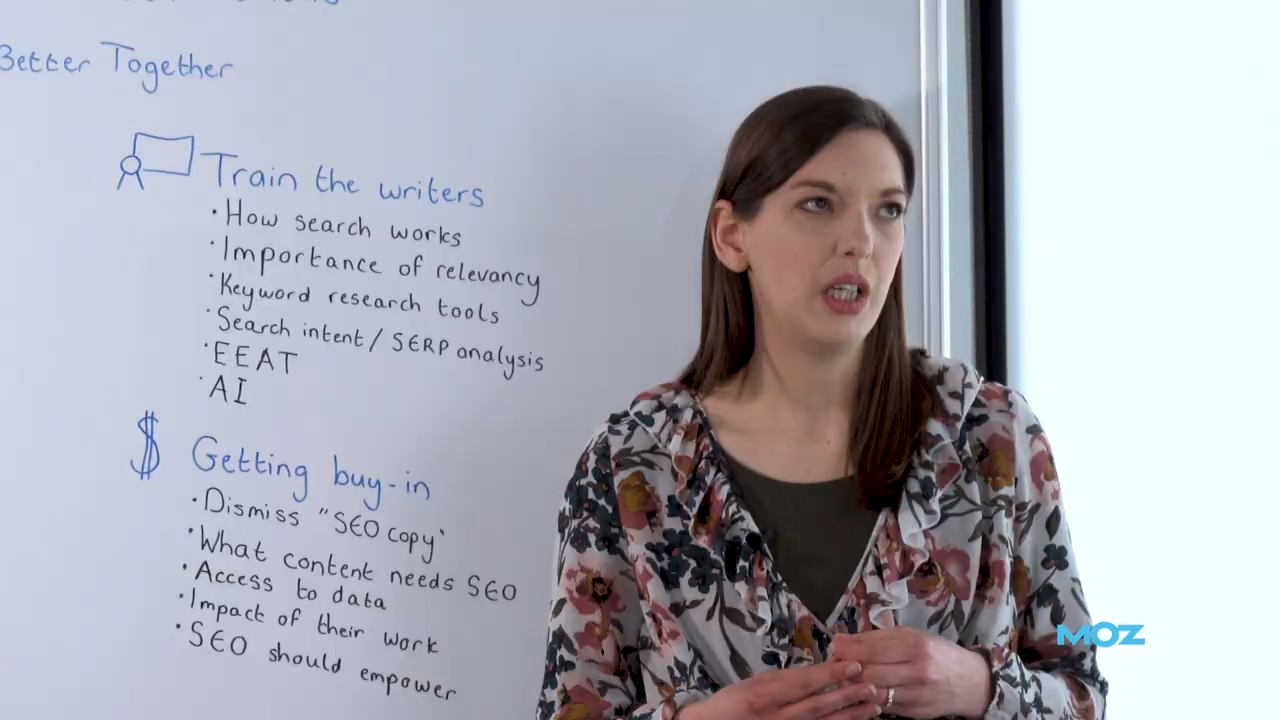 Better Together
Train the writers
· How search works
· Importance of relevancy
· Keyword research tools
· Search intent / SERP analysis
· EEAT
· AI
$ Getting buy-in
· Dismiss "SEO copy"
· What content needs SEO
· Access to data
· Impact of their work
· SEO should empower
MOZ